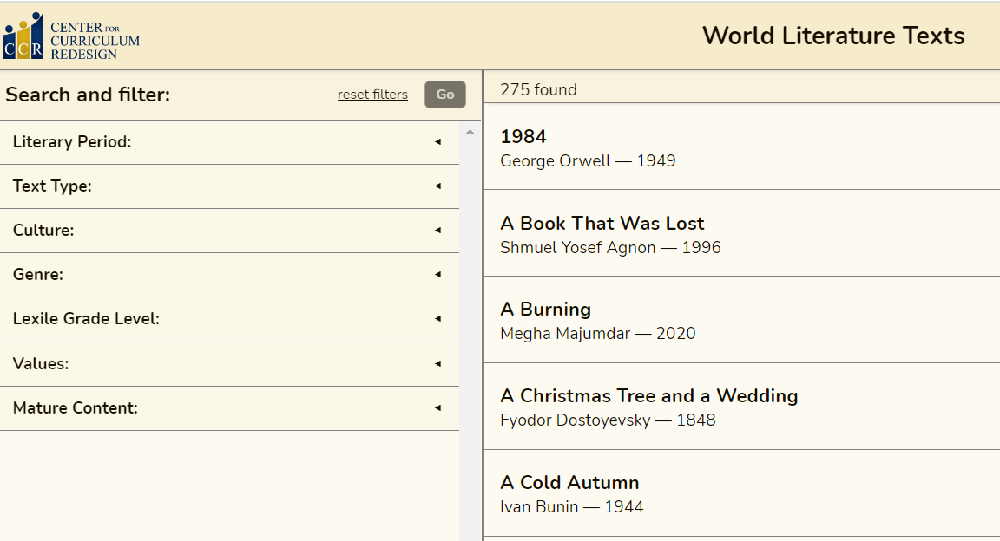 CCR
CENTER FOR
CURRICULUM
REDESIGN
World Literature Texts
Search and filter:
reset filters
Go
Literary Period:
Text Type:
Culture:
Genre:
Lexile Grade Level:
Values:
Mature Content:
275 found
1984
George Orwell — 1949
A Book That Was Lost
Shmuel Yosef Agnon — 1996
A Burning
Megha Majumdar — 2020
A Christmas Tree and a Wedding
Fyodor Dostoyevsky — 1848
A Cold Autumn
Ivan Bunin — 1944